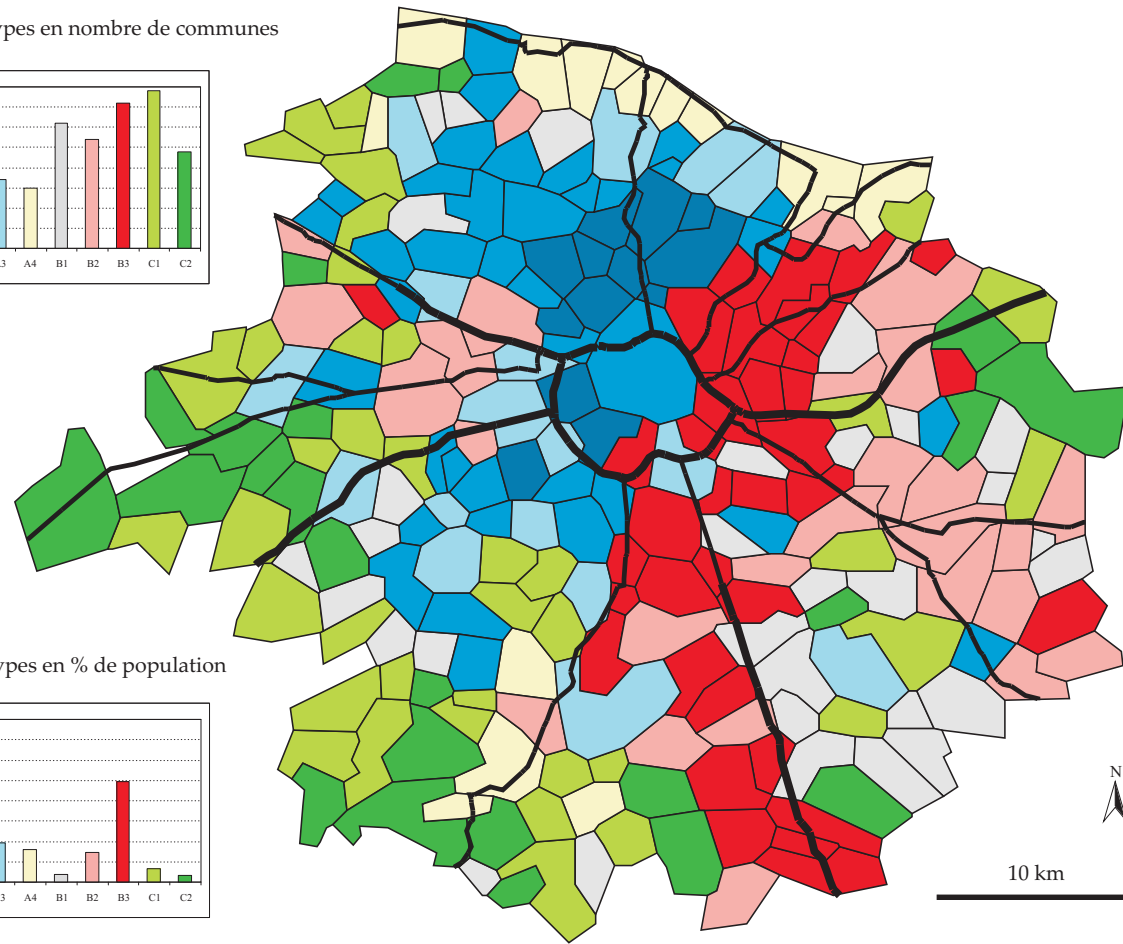 ypes en nombre de communes
3 A4 B1 B2 B3 C1 C2
ypes en % de population
3 A4 B1 B2 B3 C1 C2
N
10 km